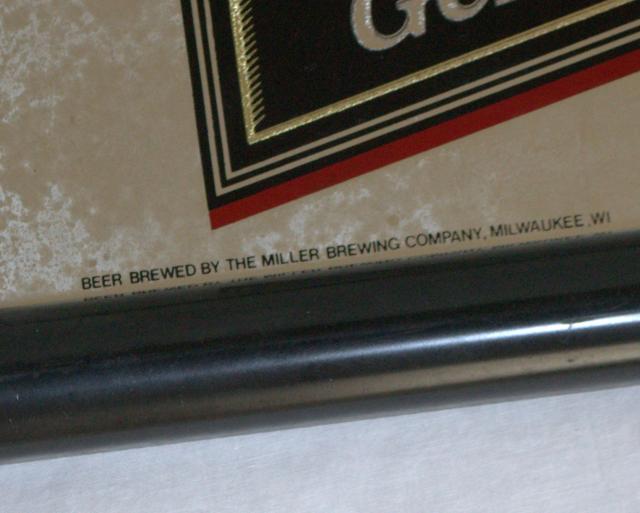 BEER BREWED BY THE MILLER BREWING COMPANY, MILWAUKEE, WI